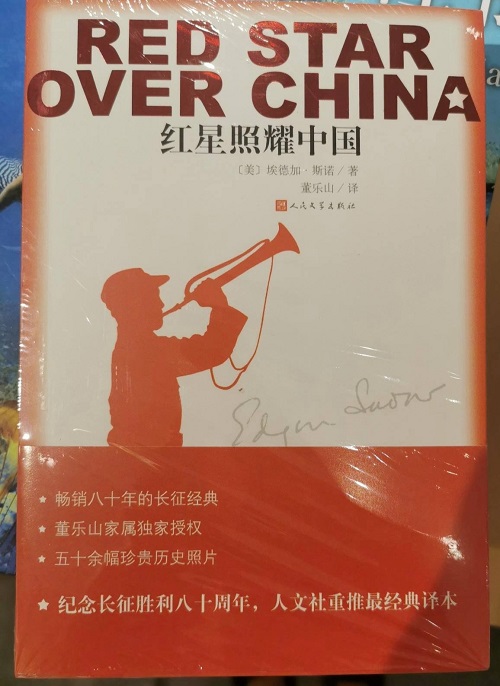 RED STAR
OVER CHINA
红星照耀中国
〔美〕埃德加·斯诺／著
董乐山／译
人民文学出版社
Edgar Snow
★ 畅销八十年的长征经典
★ 董乐山家属独家授权
★ 五十余幅珍贵历史照片
★ 纪念长征胜利八十周年，人文社重推最经典译本